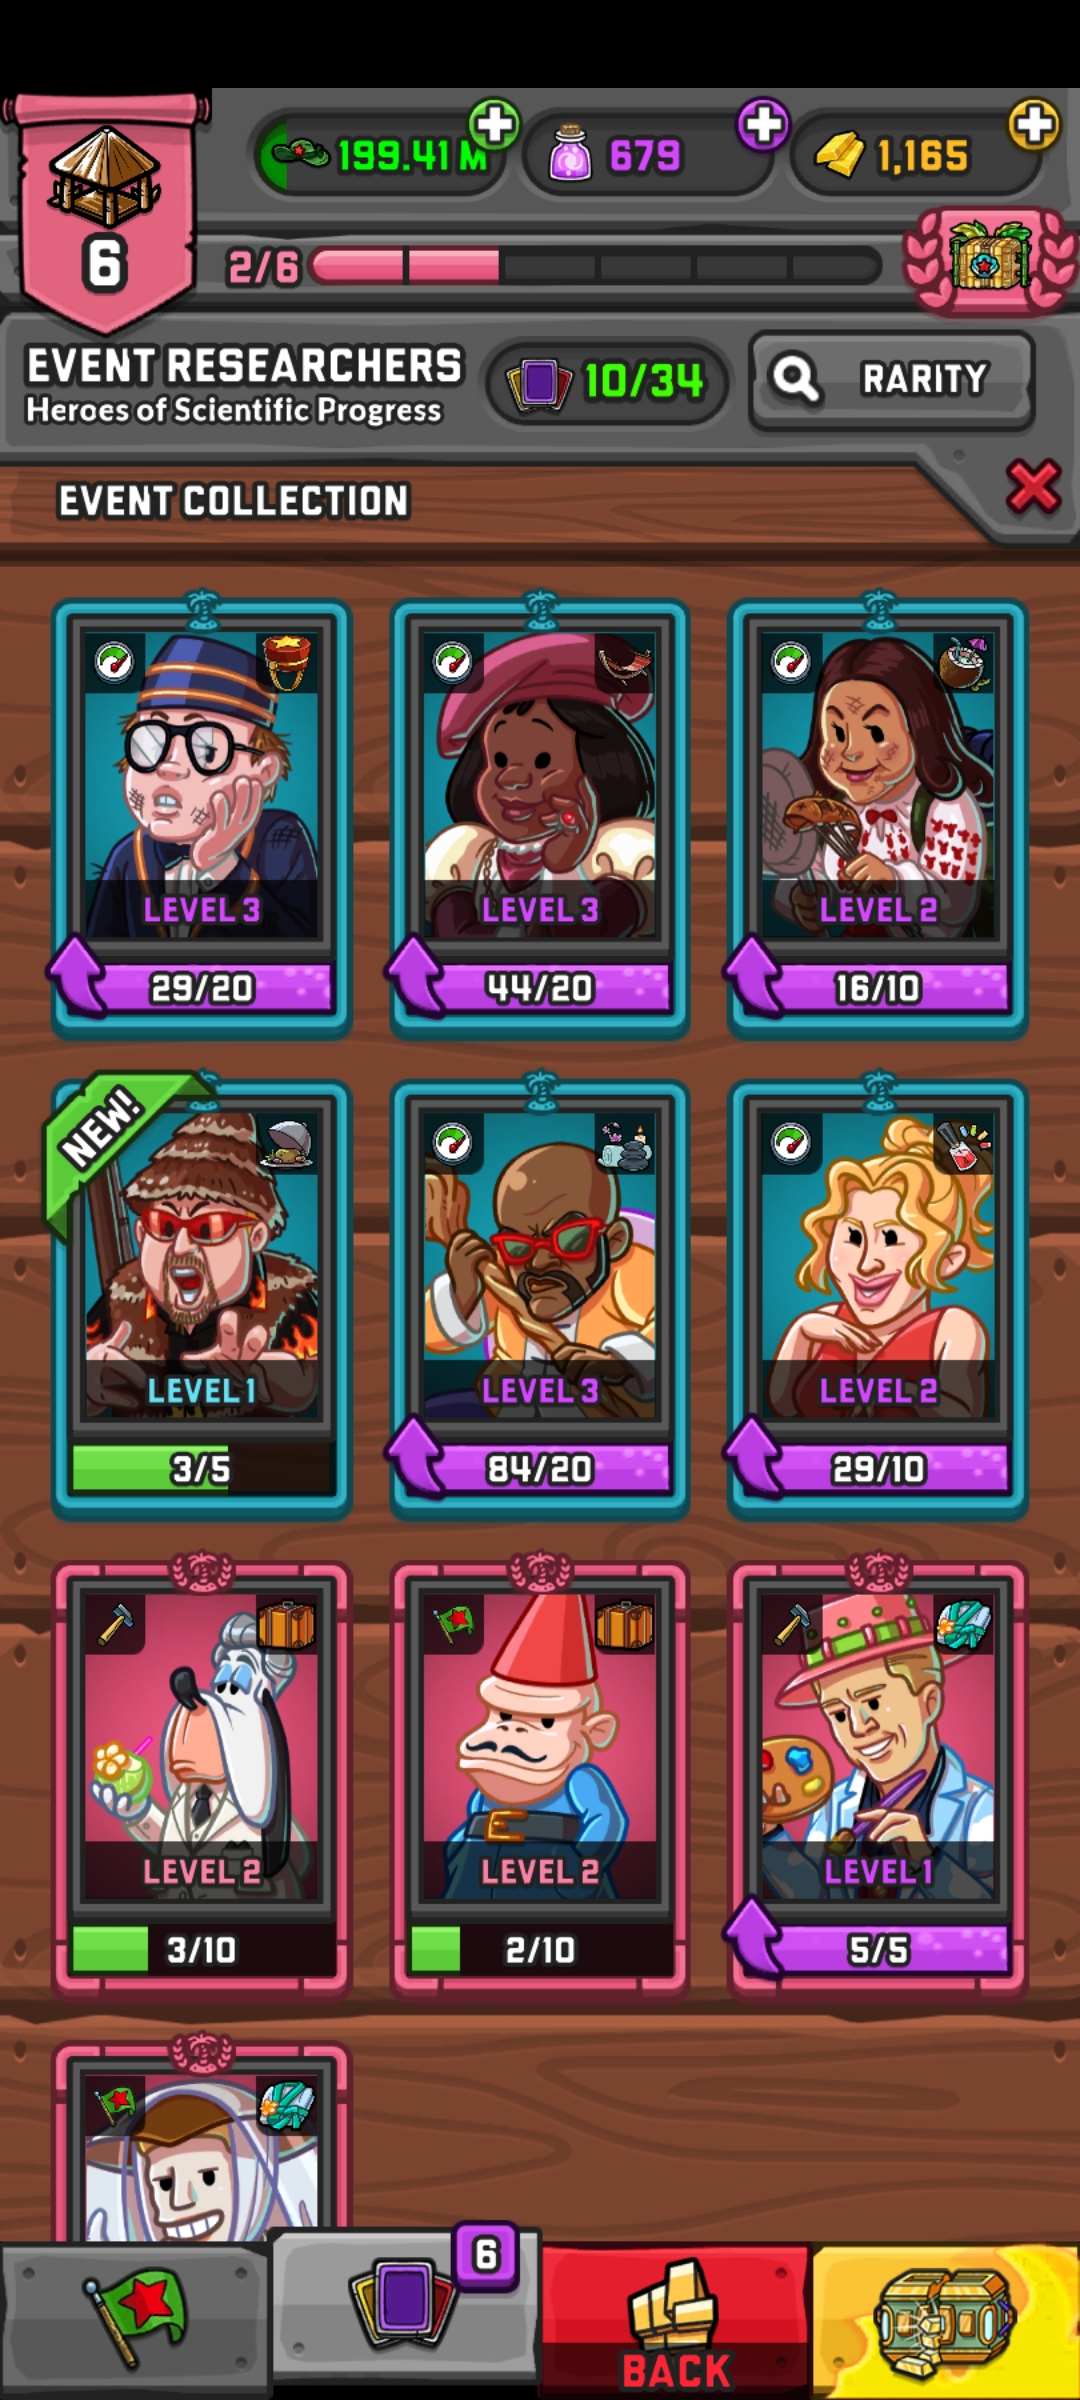 199.41 M
679
1,165
6
2/6
EVENT RESEARCHERS
Heroes of Scientific Progress
10/34
RARITY
EVENT COLLECTION
LEVEL 3
29/20
LEVEL 3
44/20
LEVEL 2
16/10
NEW!
LEVEL 1
3/5
LEVEL 3
84/20
LEVEL 2
29/10
LEVEL 2
3/10
LEVEL 2
2/10
LEVEL 1
5/5
6
BACK